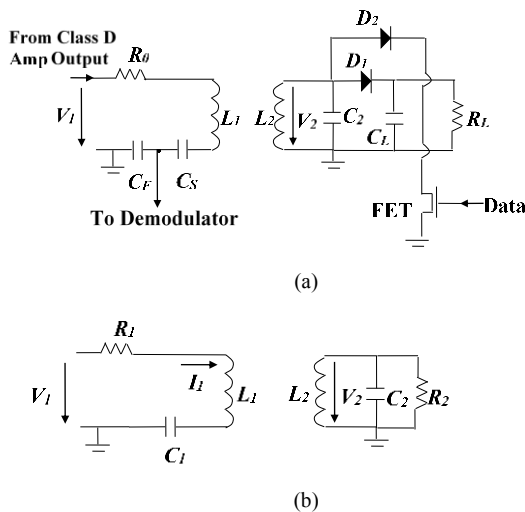 From Class D
Amp Output
R0
V1
L1
CF
CS
To Demodulator
D2
D1
L2
V2
C2
CL
RL
FET
Data
(a)
R1
I1
V1
L1
C1
L2
V2
C2
R2
(b)